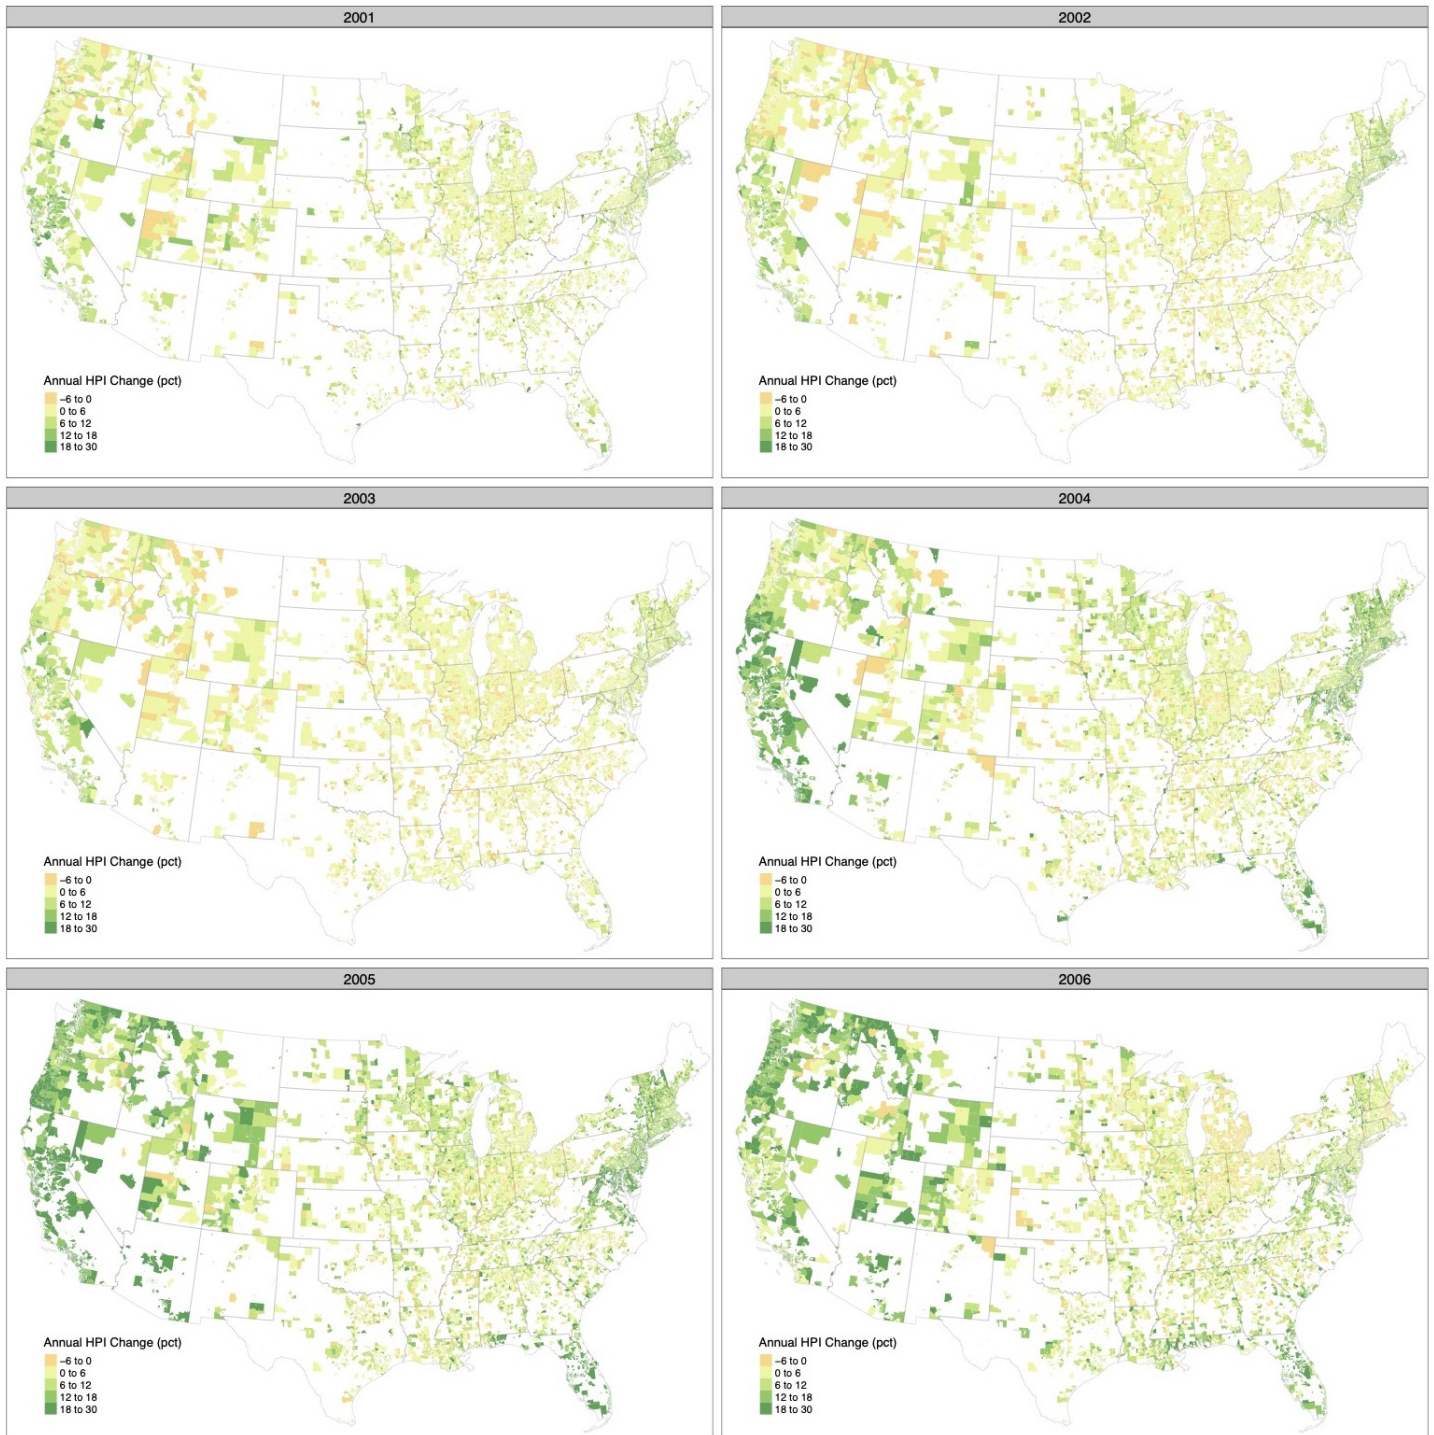 2001
2002
Annual HPI Change (pct)
−6 to 0
0 to 6
6 to 12
12 to 18
18 to 30
Annual HPI Change (pct)
−6 to 0
0 to 6
6 to 12
12 to 18
18 to 30
2003
2004
Annual HPI Change (pct)
−6 to 0
0 to 6
6 to 12
12 to 18
18 to 30
Annual HPI Change (pct)
−6 to 0
0 to 6
6 to 12
12 to 18
18 to 30
2005
2006
Annual HPI Change (pct)
−6 to 0
0 to 6
6 to 12
12 to 18
18 to 30
Annual HPI Change (pct)
−6 to 0
0 to 6
6 to 12
12 to 18
18 to 30